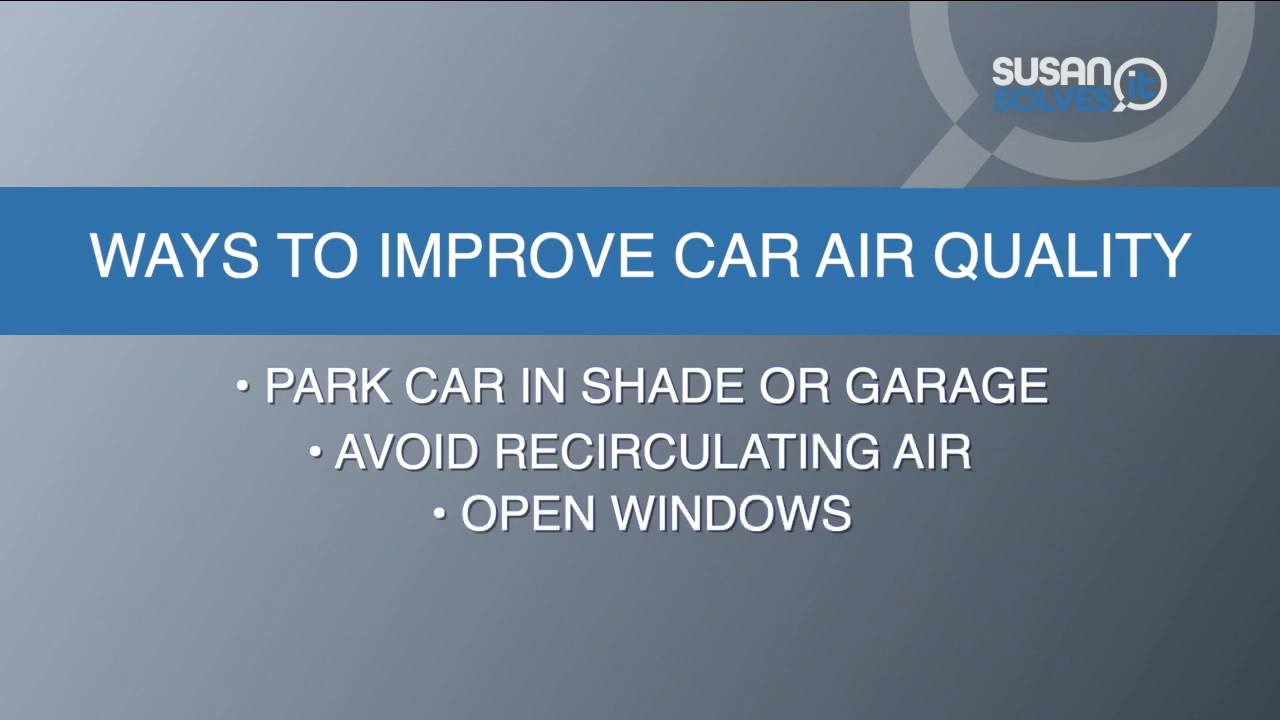 SUSAN
SOLVES it
WAYS TO IMPROVE CAR AIR QUALITY
• PARK CAR IN SHADE OR GARAGE
• AVOID RECIRCULATING AIR
• OPEN WINDOWS